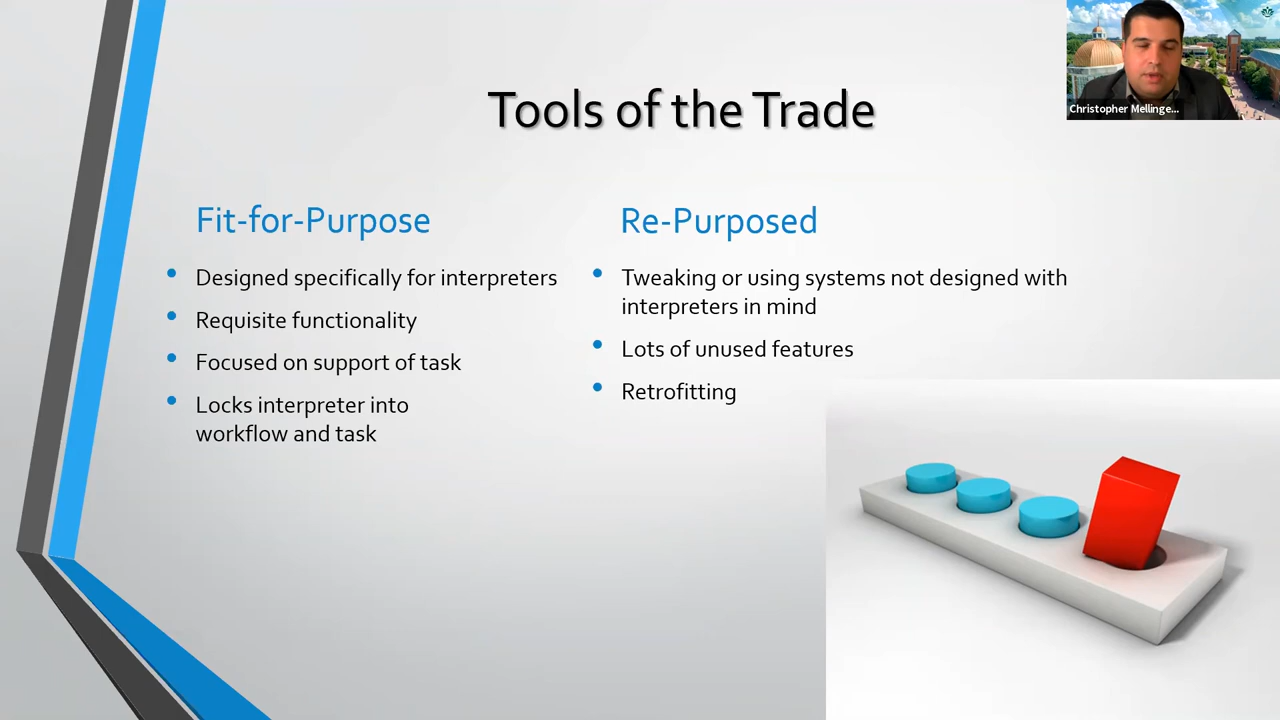 Tools of the Trade
Christopher Mellinge...
Fit-for-Purpose
Designed specifically for interpreters
Requisite functionality
Focused on support of task
Locks interpreter into
workflow and task
Re-Purposed
Tweaking or using systems not designed with
interpreters in mind
Lots of unused features
Retrofitting